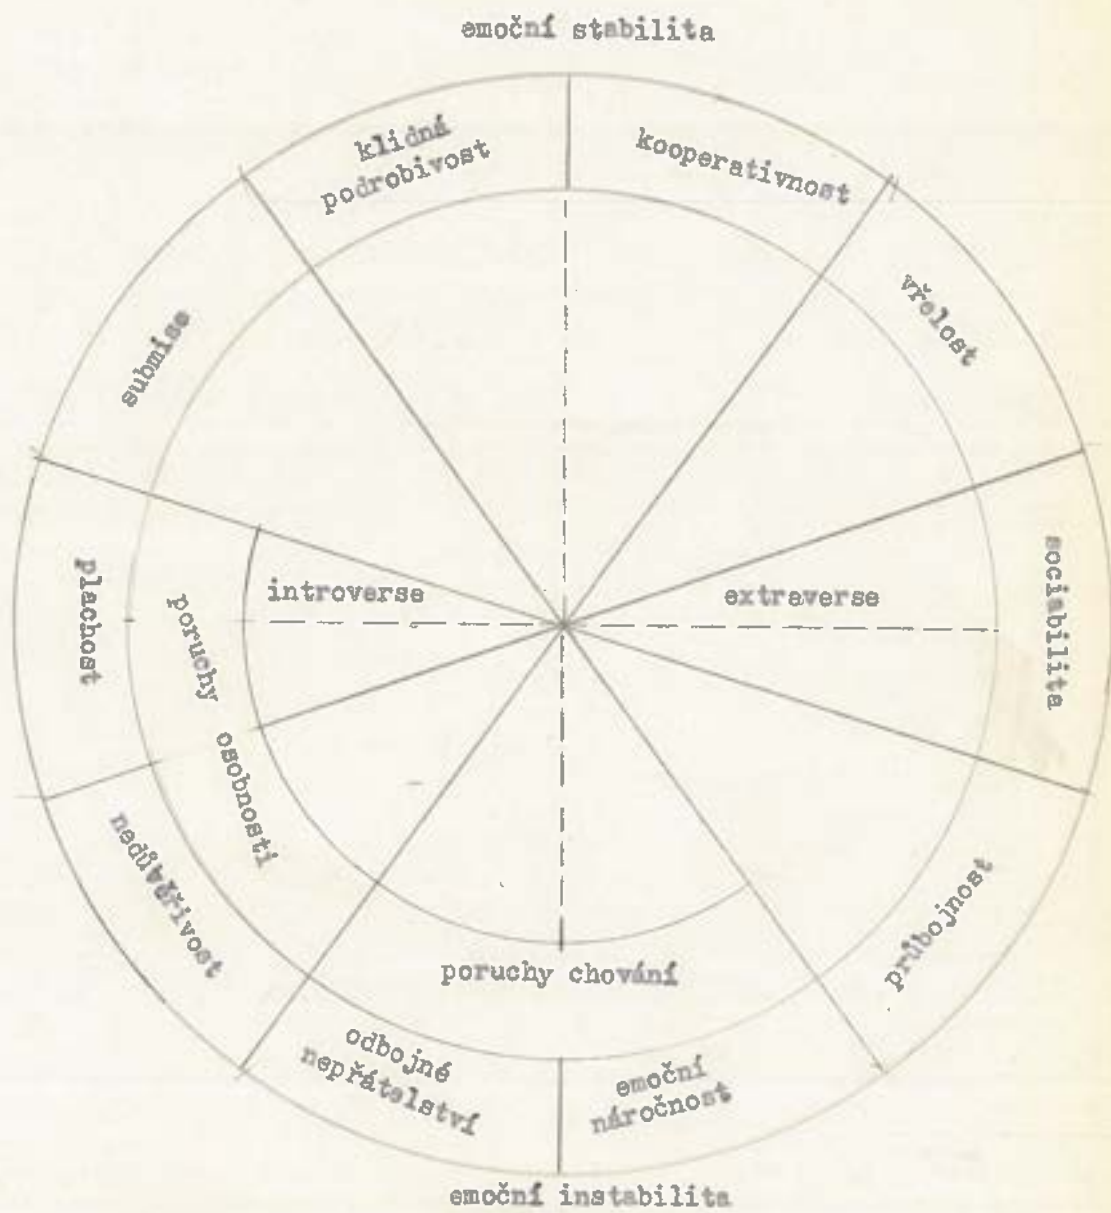 emoční stabilita
klidná
podrobivost
kooperativnost
submise
vřelost
plachost
introverse
extraverse
sociabilita
poruchy osobnosti
nedůvěřivost
průbojnost
poruchy chování
odbojné
nepřátelství
emoční
náročnost
emoční instabilita